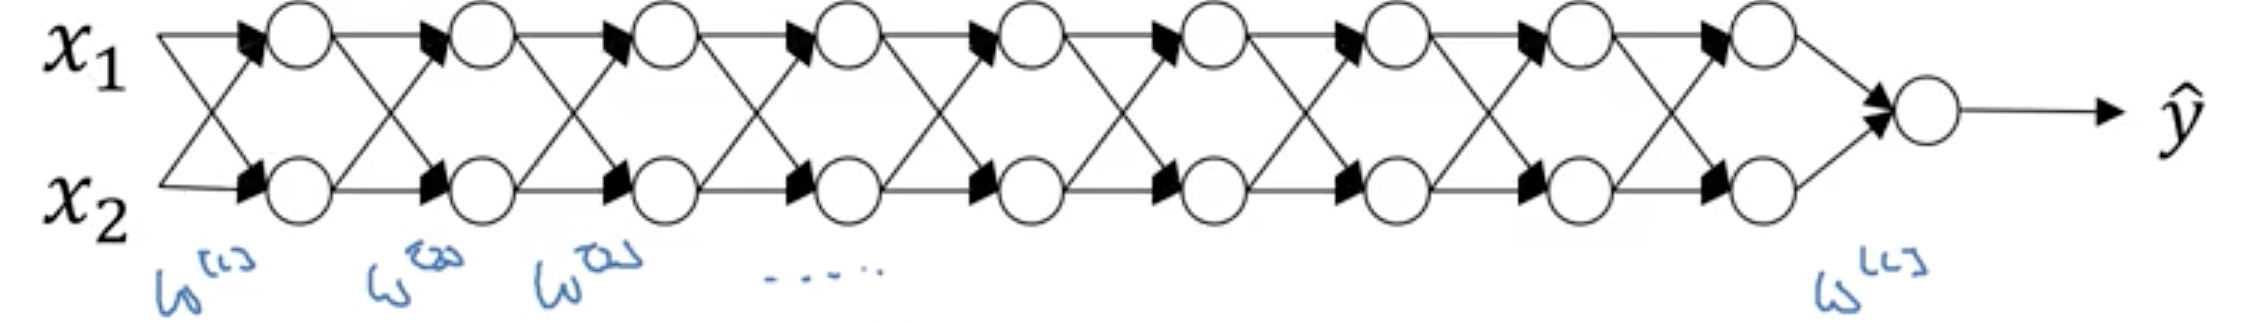 x₁
x₂
ŷ
w^[1] w^[2] w^[3] ..... w^[L]